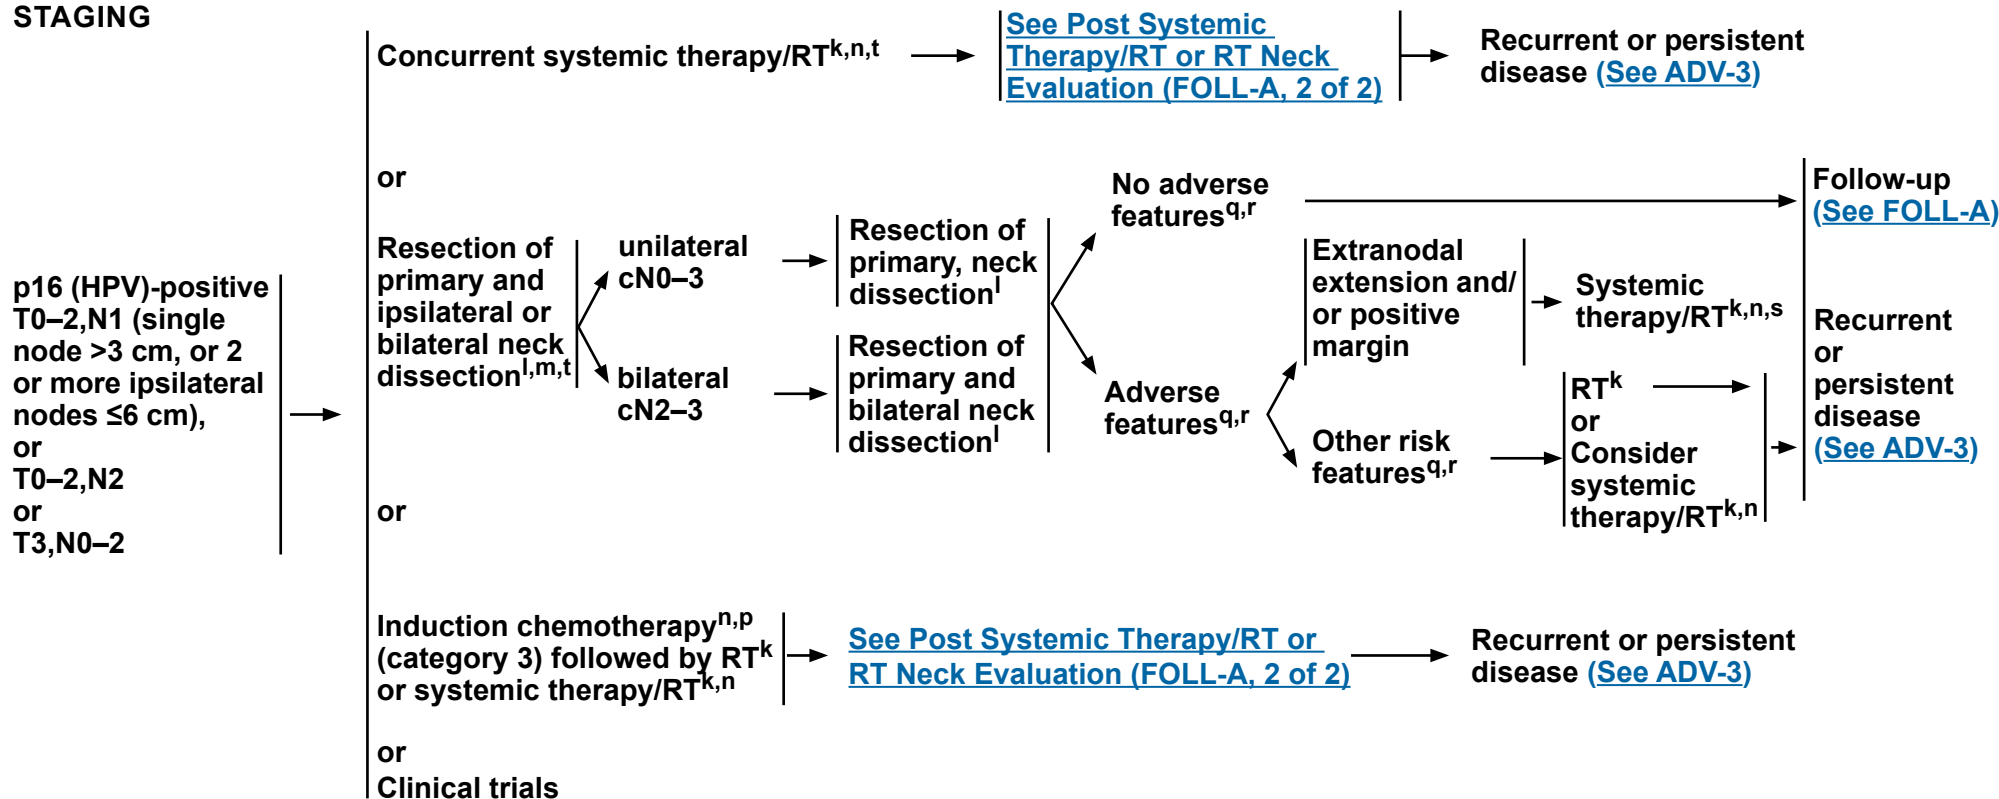 STAGING
p16 (HPV)-positive
T0–2,N1 (single
node >3 cm, or 2
or more ipsilateral
nodes ≤6 cm),
or
T0–2,N2
or
T3,N0–2
Concurrent systemic therapy/RTk,n,t
See Post Systemic
Therapy/RT or RT Neck
Evaluation (FOLL-A, 2 of 2)
Recurrent or persistent
disease (See ADV-3)
or
Resection of
primary and
ipsilateral or
bilateral neck
dissectionl,m,t
unilateral
cN0–3
Resection of
primary, neck
dissectionl
bilateral
cN2–3
Resection of
primary and
bilateral neck
dissectionl
No adverse
featuresq,r
Adverse
featuresq,r
Extranodal
extension and/
or positive
margin
Systemic
therapy/RTk,n,s
Other risk
featuresq,r
RTk
or
Consider
systemic
therapy/RTk,n
Follow-up
(See FOLL-A)
Recurrent
or
persistent
disease
(See ADV-3)
or
Induction chemotherapyn,p
(category 3) followed by RTk
or systemic therapy/RTk,n
See Post Systemic Therapy/RT or
RT Neck Evaluation (FOLL-A, 2 of 2)
Recurrent or persistent
disease (See ADV-3)
or
Clinical trials